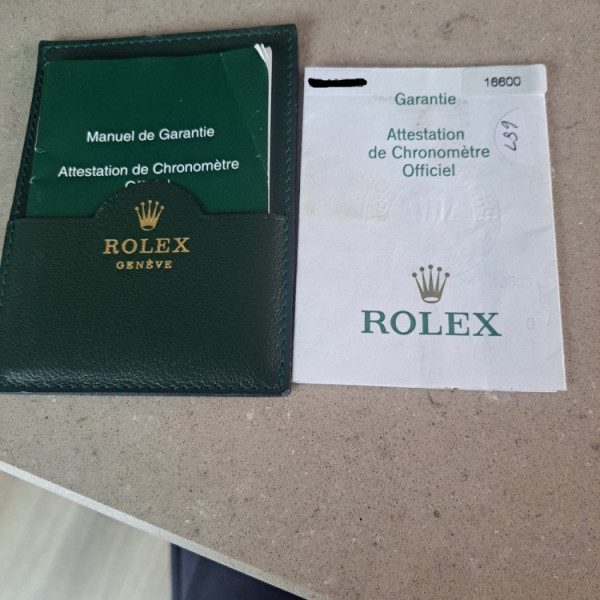 Manuel de Garantie
Attestation de Chronomètre
ROLEX
GENÈVE
16600
Garantie
Attestation
de Chronomètre
Officiel
ROLEX